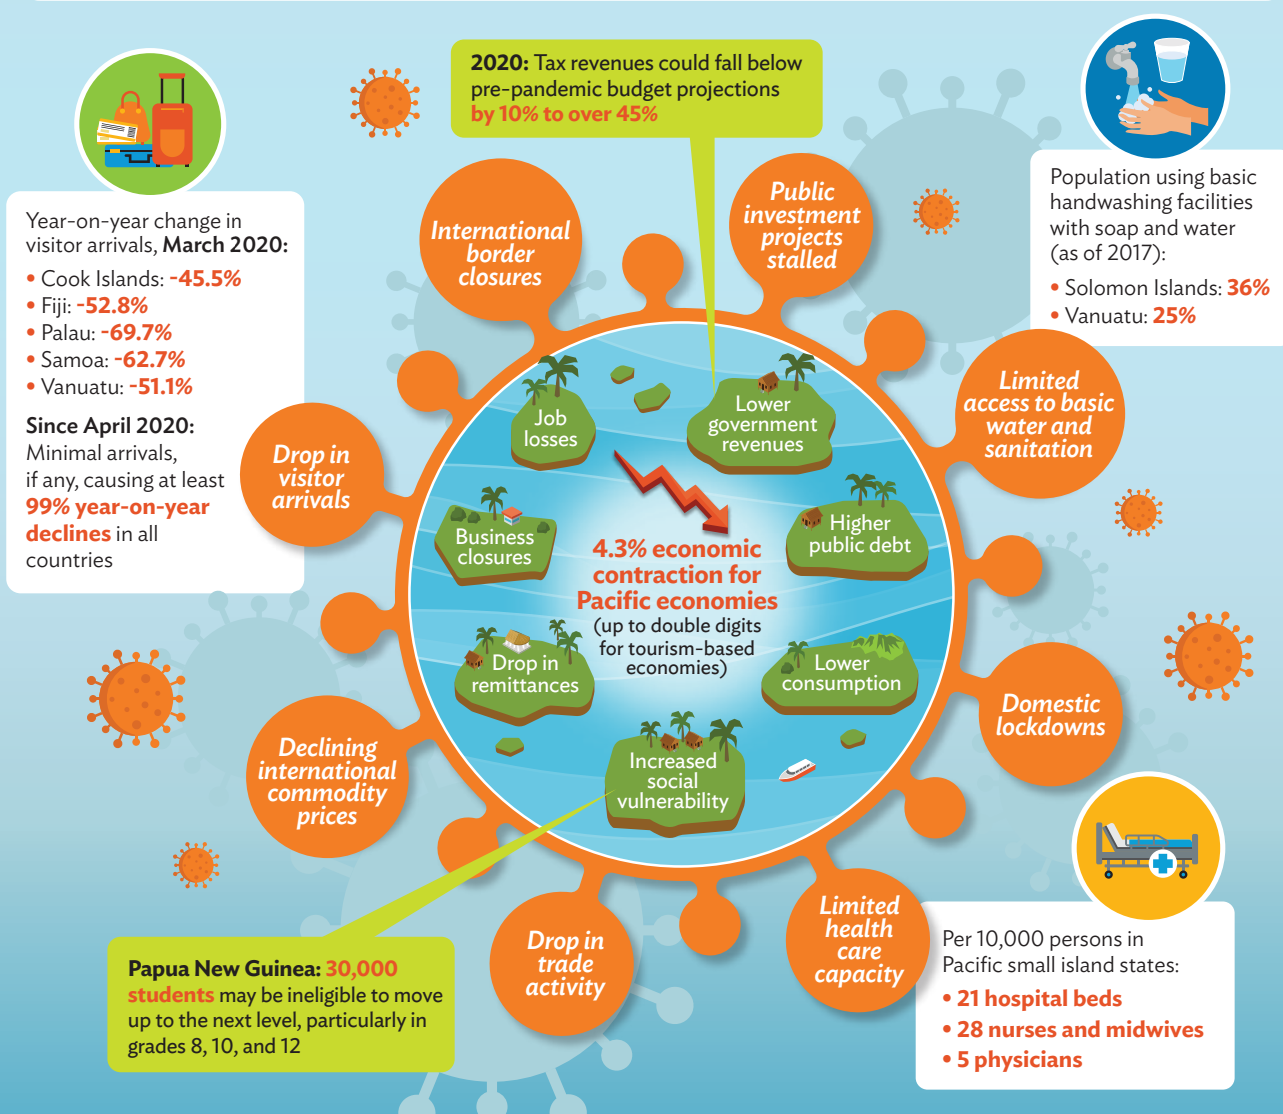 2020: Tax revenues could fall below
pre-pandemic budget projections
by 10% to over 45%
Year-on-year change in
visitor arrivals, March 2020:
• Cook Islands: -45.5%
• Fiji: -52.8%
• Palau: -69.7%
• Samoa: -62.7%
• Vanuatu: -51.1%
Since April 2020:
Minimal arrivals,
if any, causing at least
99% year-on-year
declines in all
countries
Population using basic
handwashing facilities
with soap and water
(as of 2017):
• Solomon Islands: 36%
• Vanuatu: 25%
International
border
closures
Public
investment
projects
stalled
Limited
access to basic
water and
sanitation
Drop in
visitor
arrivals
Job
losses
Lower
government
revenues
Business
closures
Higher
public debt
4.3% economic
contraction for
Pacific economies
(up to double digits
for tourism-based
economies)
Drop in
remittances
Lower
consumption
Increased
social
vulnerability
Domestic
lockdowns
Declining
international
commodity
prices
Drop in
trade
activity
Limited
health
care
capacity
Papua New Guinea: 30,000
students may be ineligible to move
up to the next level, particularly in
grades 8, 10, and 12
Per 10,000 persons in
Pacific small island states:
• 21 hospital beds
• 28 nurses and midwives
• 5 physicians